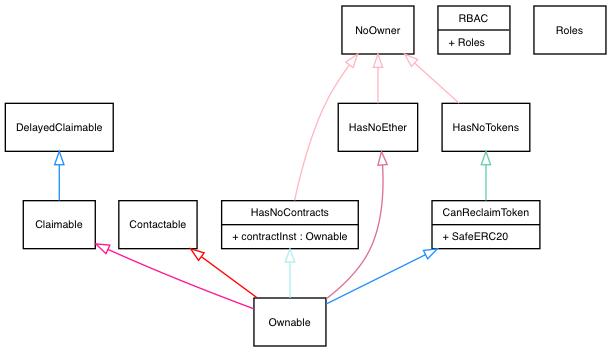 NoOwner
RBAC
+ Roles
Roles
DelayedClaimable
HasNoEther
HasNoTokens
Claimable
Contactable
HasNoContracts
+ contractInst : Ownable
CanReclaimToken
+ SafeERC20
Ownable